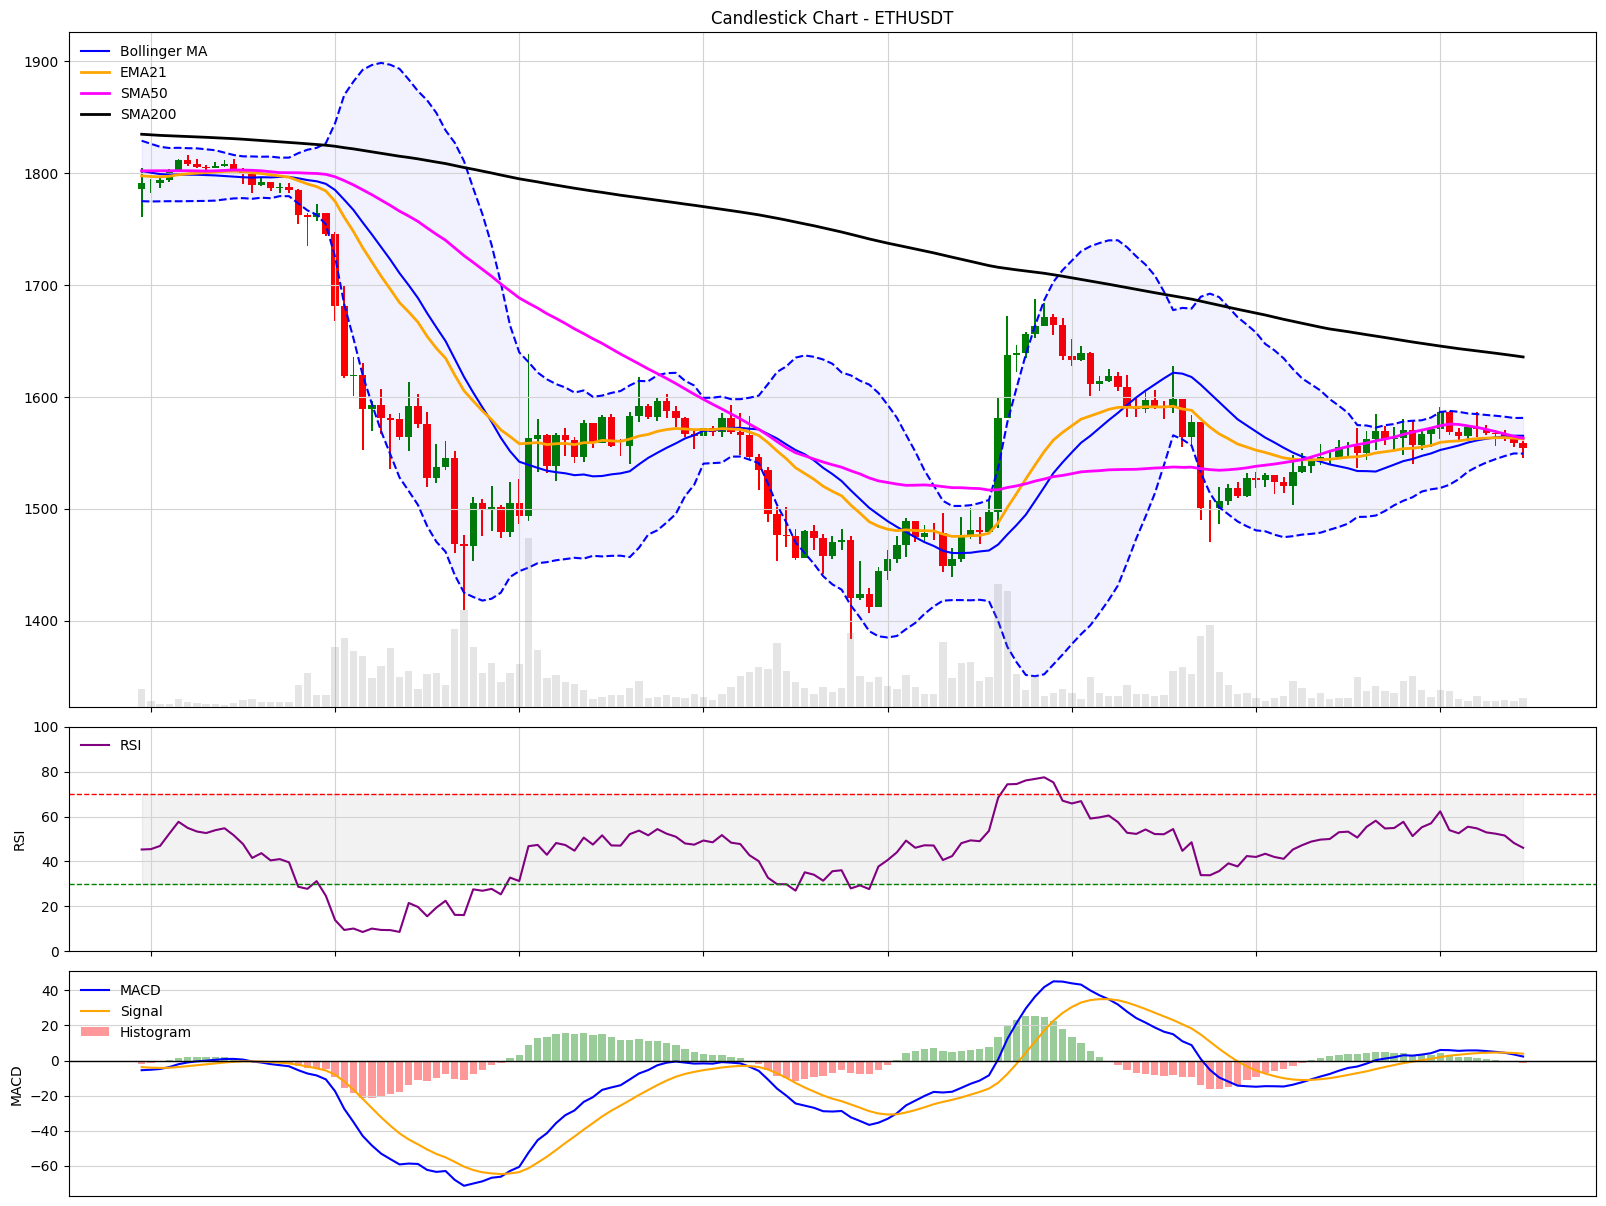 Candlestick Chart - ETHUSDT
Bollinger MA
EMA21
SMA50
SMA200
1900
1800
1700
1600
1500
1400
RSI
100
80
60
40
20
0
RSI
MACD
Signal
Histogram
40
20
0
−20
−40
−60
MACD